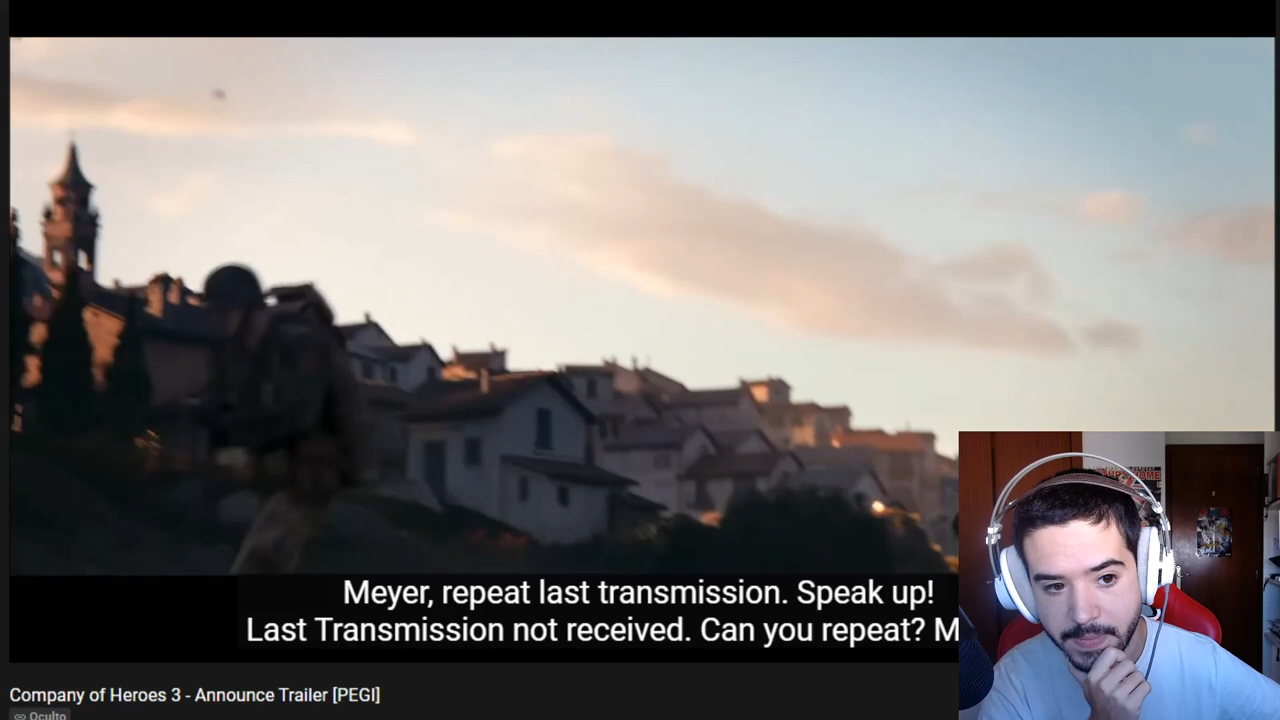 Meyer, repeat last transmission. Speak up!
Last Transmission not received. Can you repeat? M
Company of Heroes 3 - Announce Trailer [PEGI]
Oculto